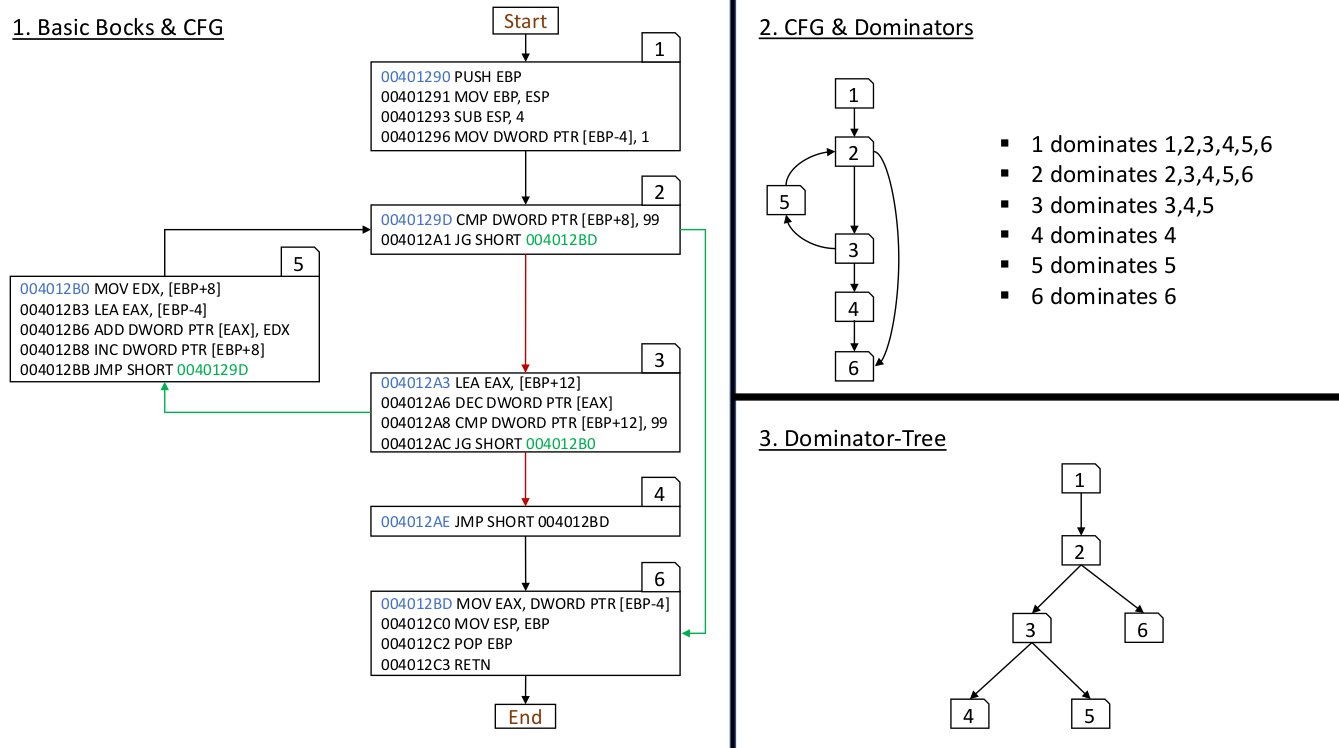 1. Basic Bocks & CFG
Start
1
00401290 PUSH EBP
00401291 MOV EBP, ESP
00401293 SUB ESP, 4
00401296 MOV DWORD PTR [EBP-4], 1
2
0040129D CMP DWORD PTR [EBP+8], 99
004012A1 JG SHORT 004012BD
5
004012B0 MOV EDX, [EBP+8]
004012B3 LEA EAX, [EBP-4]
004012B6 ADD DWORD PTR [EAX], EDX
004012B8 INC DWORD PTR [EBP+8]
004012BB JMP SHORT 0040129D
3
004012A3 LEA EAX, [EBP+12]
004012A6 DEC DWORD PTR [EAX]
004012A8 CMP DWORD PTR [EBP+12], 99
004012AC JG SHORT 004012B0
4
004012AE JMP SHORT 004012BD
6
004012BD MOV EAX, DWORD PTR [EBP-4]
004012C0 MOV ESP, EBP
004012C2 POP EBP
004012C3 RETN
End
2. CFG & Dominators
1
2
5
3
4
6
▪ 1 dominates 1,2,3,4,5,6
▪ 2 dominates 2,3,4,5,6
▪ 3 dominates 3,4,5
▪ 4 dominates 4
▪ 5 dominates 5
▪ 6 dominates 6
3. Dominator-Tree
1
2
3
6
4
5